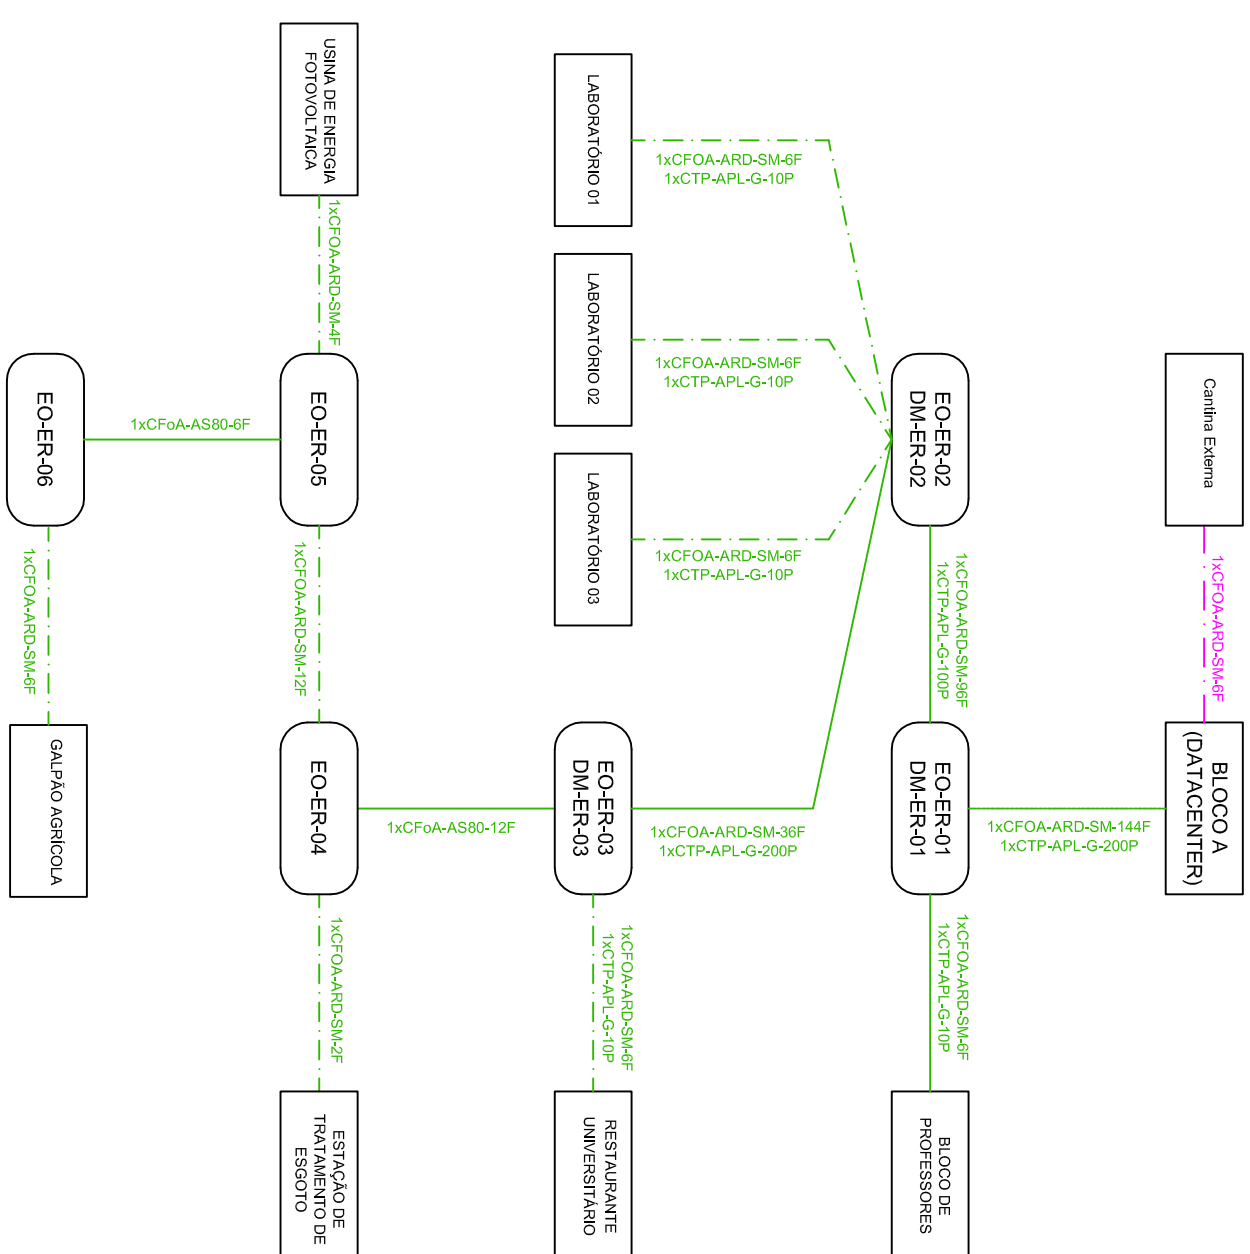 USINA DE ENERGIA
FOTOVOLTAICA
1xCFOA-ARD-SM-4F
LABORATÓRIO 01
1xCFOA-ARD-SM-6F
1xCTP-APL-G-10P
LABORATÓRIO 02
1xCFOA-ARD-SM-6F
1xCTP-APL-G-10P
LABORATÓRIO 03
1xCFOA-ARD-SM-6F
1xCTP-APL-G-10P
EO-ER-02
DM-ER-02
Cantina Externa
1xCFOA-ARD-SM-6F
EO-ER-06
1xCFoA-AS80-6F
EO-ER-05
1xCFOA-ARD-SM-6F
1xCFOA-ARD-SM-12F
1xCFOA-ARD-SM-96F
1xCTP-APL-G-100P
GALPÃO AGRÍCOLA
EO-ER-04
1xCFoA-AS80-12F
EO-ER-03
DM-ER-03
1xCFOA-ARD-SM-36F
1xCTP-APL-G-200P
EO-ER-01
DM-ER-01
1xCFOA-ARD-SM-144F
1xCTP-APL-G-200P
BLOCO A
(DATACENTER)
1xCFOA-ARD-SM-2F
1xCFOA-ARD-SM-6F
1xCTP-APL-G-10P
1xCFOA-ARD-SM-6F
1xCTP-APL-G-10P
ESTAÇÃO DE
TRATAMENTO DE
ESGOTO
RESTAURANTE
UNIVERSITÁRIO
BLOCO DE
PROFESSORES